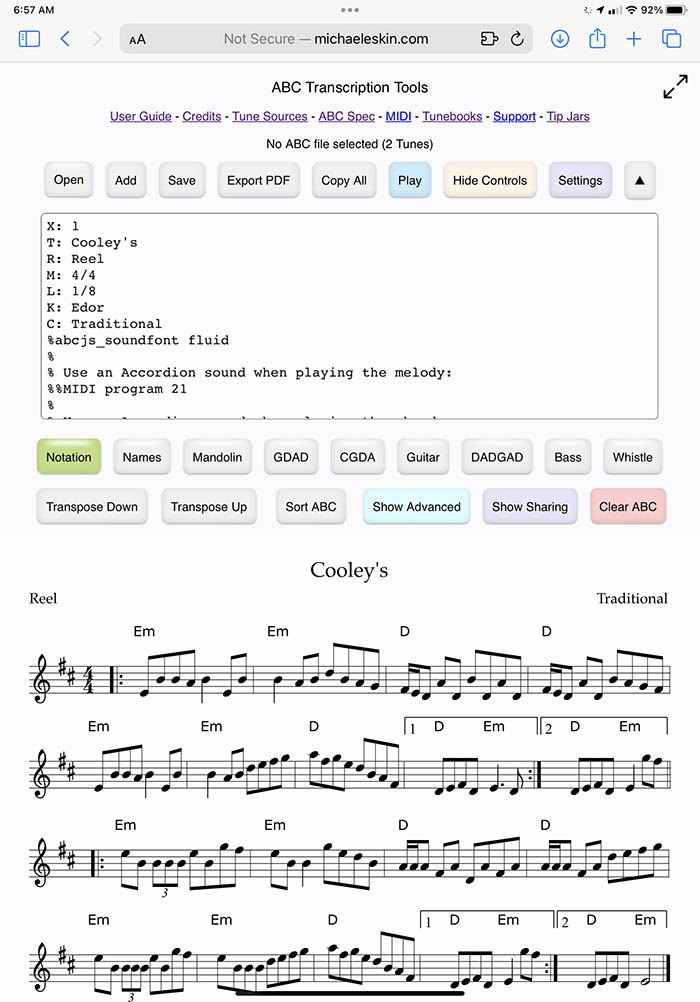 6:57 AM
92%
AA Not Secure — michaeleskin.com
ABC Transcription Tools
User Guide - Credits - Tune Sources - ABC Spec - MIDI - Tunebooks - Support - Tip Jars
No ABC file selected (2 Tunes)
Open Add Save Export PDF Copy All Play Hide Controls Settings ▲
X: 1
T: Cooley's
R: Reel
M: 4/4
L: 1/8
K: Edor
C: Traditional
%abcjs_soundfont fluid
%
% Use an Accordion sound when playing the melody:
%%MIDI program 21
%
Notation Names Mandolin GDAD CGDA Guitar DADGAD Bass Whistle
Transpose Down Transpose Up Sort ABC Show Advanced Show Sharing Clear ABC
Cooley's
Reel Traditional
Em Em D D
4
4
Em Em D 1 D Em 2 D Em
Em Em D D
3
Em Em D 1 D Em 2 D Em
3